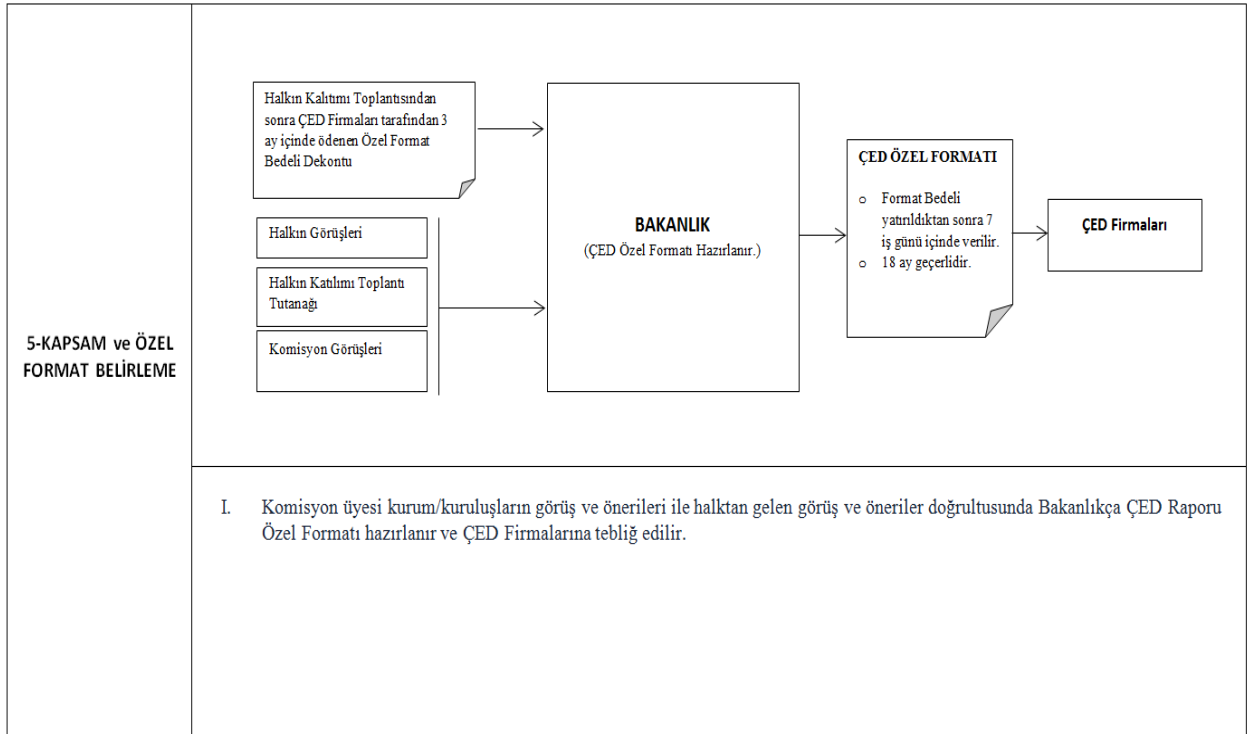 5-KAPSAM ve ÖZEL
FORMAT BELİRLEME
Halkın Kalıtımı Toplantısından
sonra ÇED Firmaları tarafından 3
ay içinde ödenen Özel Format
Bedeli Dekontu
Halkın Görüşleri
Halkın Katılımı Toplantı
Tutanağı
Komisyon Görüşleri
BAKANLIK
(ÇED Özel Formatı Hazırlanır.)
ÇED ÖZEL FORMATI
o Format Bedeli
yatırıldıktan sonra 7
iş günü içinde verilir.
o 18 ay geçerlidir.
ÇED Firmaları
I. Komisyon üyesi kurum/kuruluşların görüş ve önerileri ile halktan gelen görüş ve öneriler doğrultusunda Bakanlıkça ÇED Raporu
Özel Formatı hazırlanır ve ÇED Firmalarına tebliğ edilir.